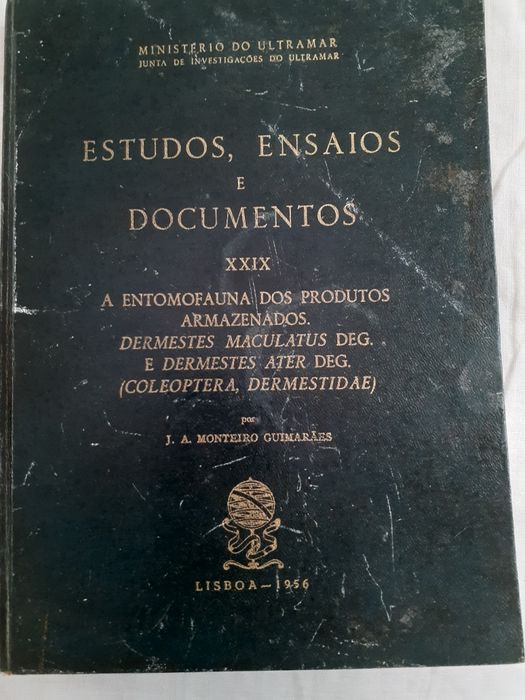 MINISTÉRIO DO ULTRAMAR
JUNTA DE INVESTIGAÇÕES DO ULTRAMAR
ESTUDOS, ENSAIOS
E
DOCUMENTOS
XXIX
A ENTOMOFAUNA DOS PRODUTOS
ARMAZENADOS.
DERMESTES MACULATUS DEG.
E DERMESTES ATER DEG.
(COLEOPTERA, DERMESTIDAE)
por
J. A. MONTEIRO GUIMARÃES
LISBOA—1956